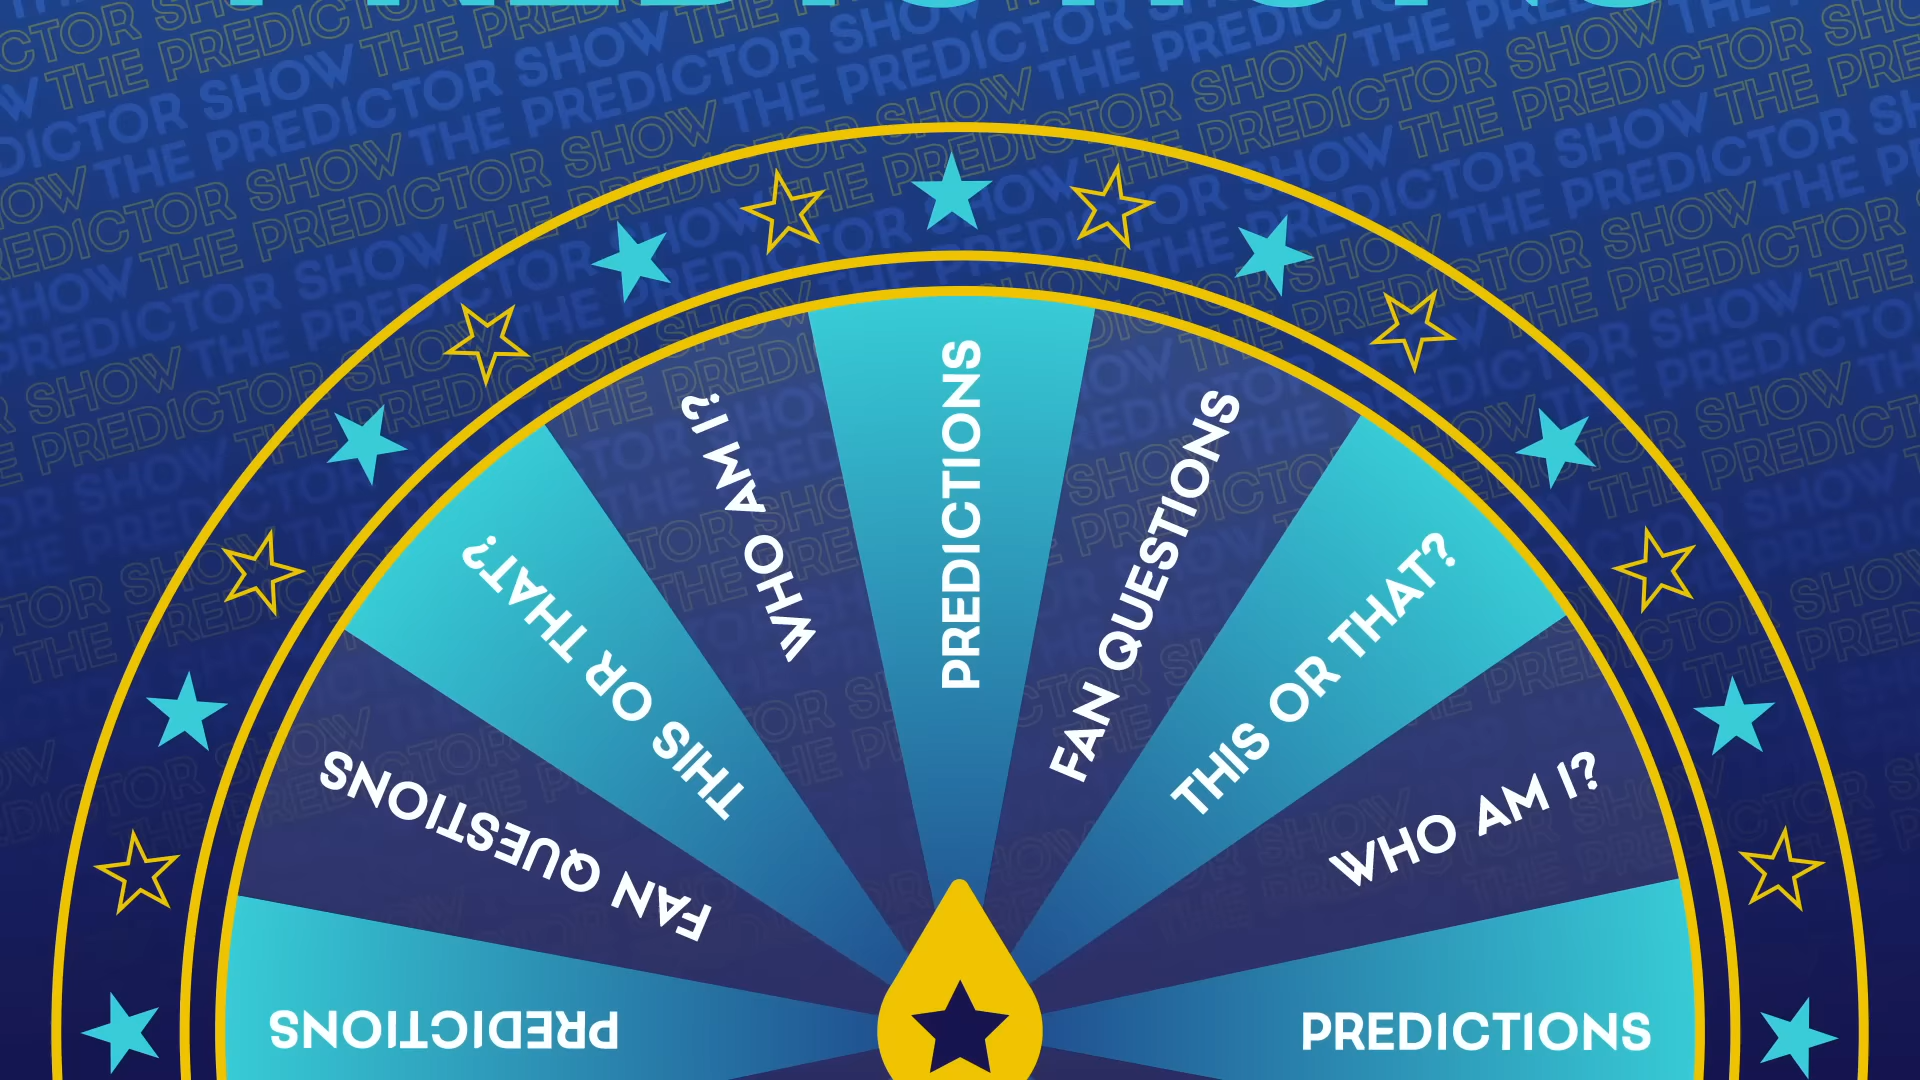 PREDICTIONS
FAN QUESTIONS
THIS OR THAT?
WHO AM I?
PREDICTIONS
FAN QUESTIONS
THIS OR THAT?
WHO AM I?
PREDICTIONS
THE PREDICTOR SHOW